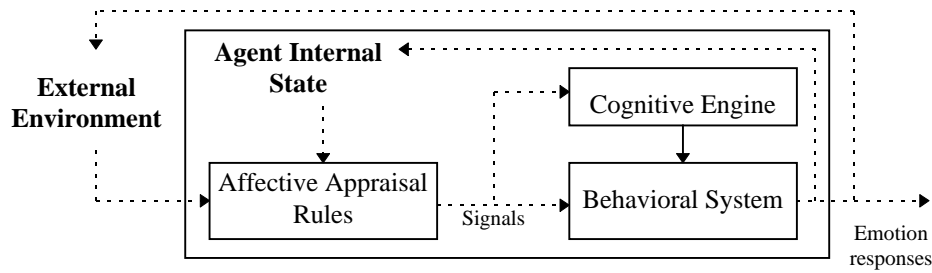 Agent Internal
State
External
Environment
Cognitive Engine
Affective Appraisal
Rules
Signals
Behavioral System
Emotion
responses